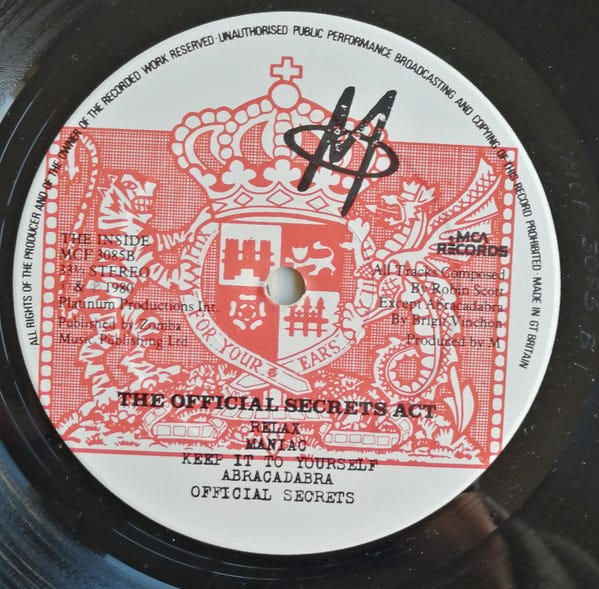 ALL RIGHTS OF THE PRODUCER AND OF THE OWNER OF THE RECORDED WORK RESERVED · UNAUTHORISED PUBLIC PERFORMANCE BROADCASTING AND COPYING OF THIS RECORD PROHIBITED · MADE IN GT BRITAIN
M
MCA
RECORDS
THE INSIDE
MCF 3085B
33⅓ STEREO
& ℗ 1980
Platinum Productions Int.
Published by Zomba
Music Publishing Ltd
All Tracks Composed
By Robin Scott
Except Abracadabra
By Brigit Vinchon
Produced by M
FOR YOUR EARS
THE OFFICIAL SECRETS ACT
RELAX
MANIAC
KEEP IT TO YOURSELF
ABRACADABRA
OFFICIAL SECRETS